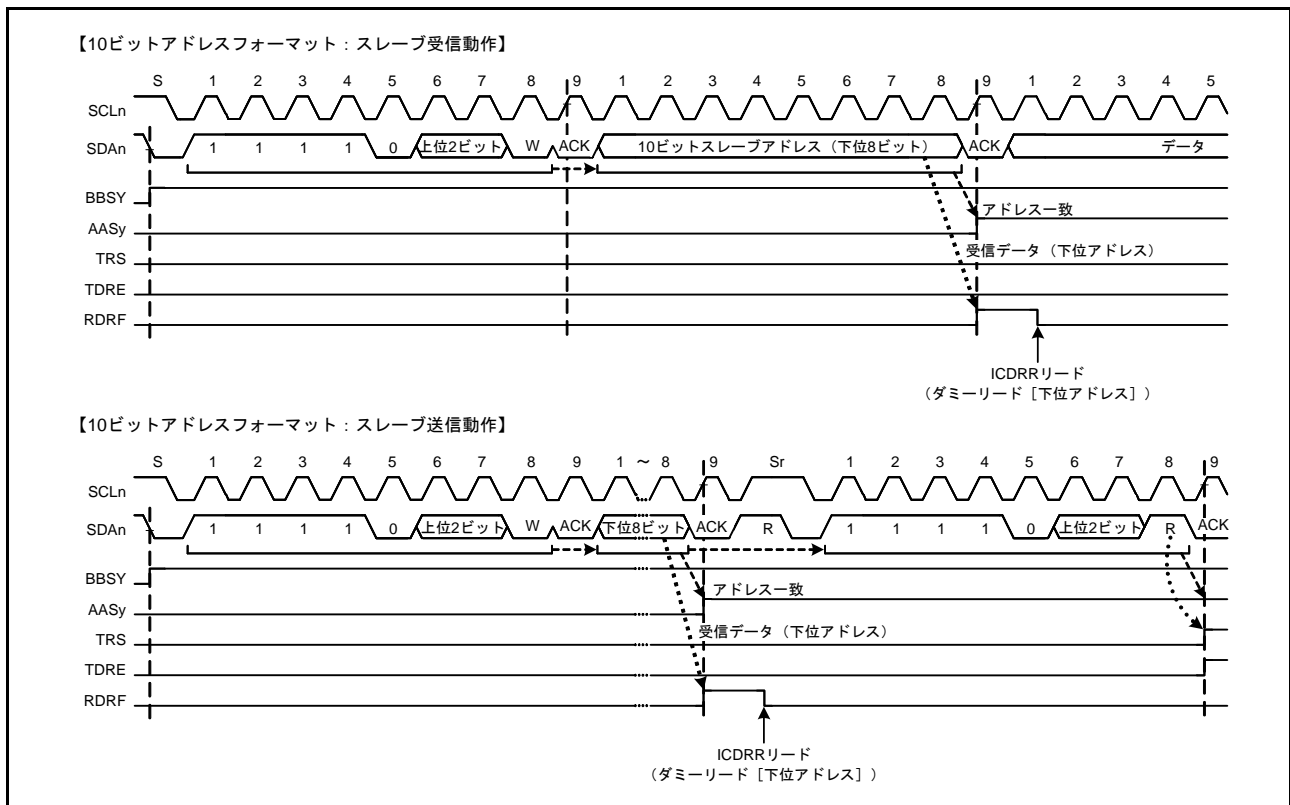 【10ビットアドレスフォーマット：スレーブ受信動作】
S 1 2 3 4 5 6 7 8 9 1 2 3 4 5 6 7 8 9 1 2 3 4 5
SCLn
SDAn 1 1 1 1 0 上位2ビット W ACK 10ビットスレーブアドレス（下位8ビット） ACK データ
BBSY
アドレス一致
AASy
受信データ（下位アドレス）
TRS
TDRE
RDRF
ICDRRリード
（ダミーリード［下位アドレス］）
【10ビットアドレスフォーマット：スレーブ送信動作】
S 1 2 3 4 5 6 7 8 9 1 ～ 8 9 Sr 1 2 3 4 5 6 7 8 9
SCLn
SDAn 1 1 1 1 0 上位2ビット W ACK 下位8ビット ACK R 1 1 1 1 0 上位2ビット R ACK
BBSY
アドレス一致
AASy
受信データ（下位アドレス）
TRS
TDRE
RDRF
ICDRRリード
（ダミーリード［下位アドレス］）